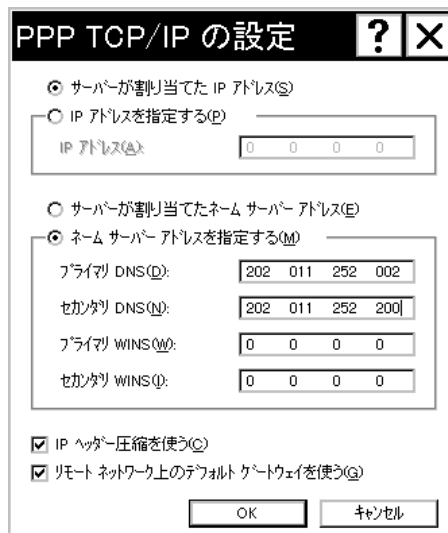 PPP TCP/IP の設定 ? ×
サーバーが割り当てた IP アドレス(S)
IP アドレスを指定する(P)
IP アドレス(A): 0 0 0 0
サーバーが割り当てたネーム サーバー アドレス(E)
ネーム サーバー アドレスを指定する(M)
プライマリ DNS(D): 202 011 252 002
セカンダリ DNS(N): 202 011 252 200
プライマリ WINS(W): 0 0 0 0
セカンダリ WINS(I): 0 0 0 0
IP ヘッダー圧縮を使う(C)
リモート ネットワーク上のデフォルト ゲートウェイを使う(G)
OK キャンセル